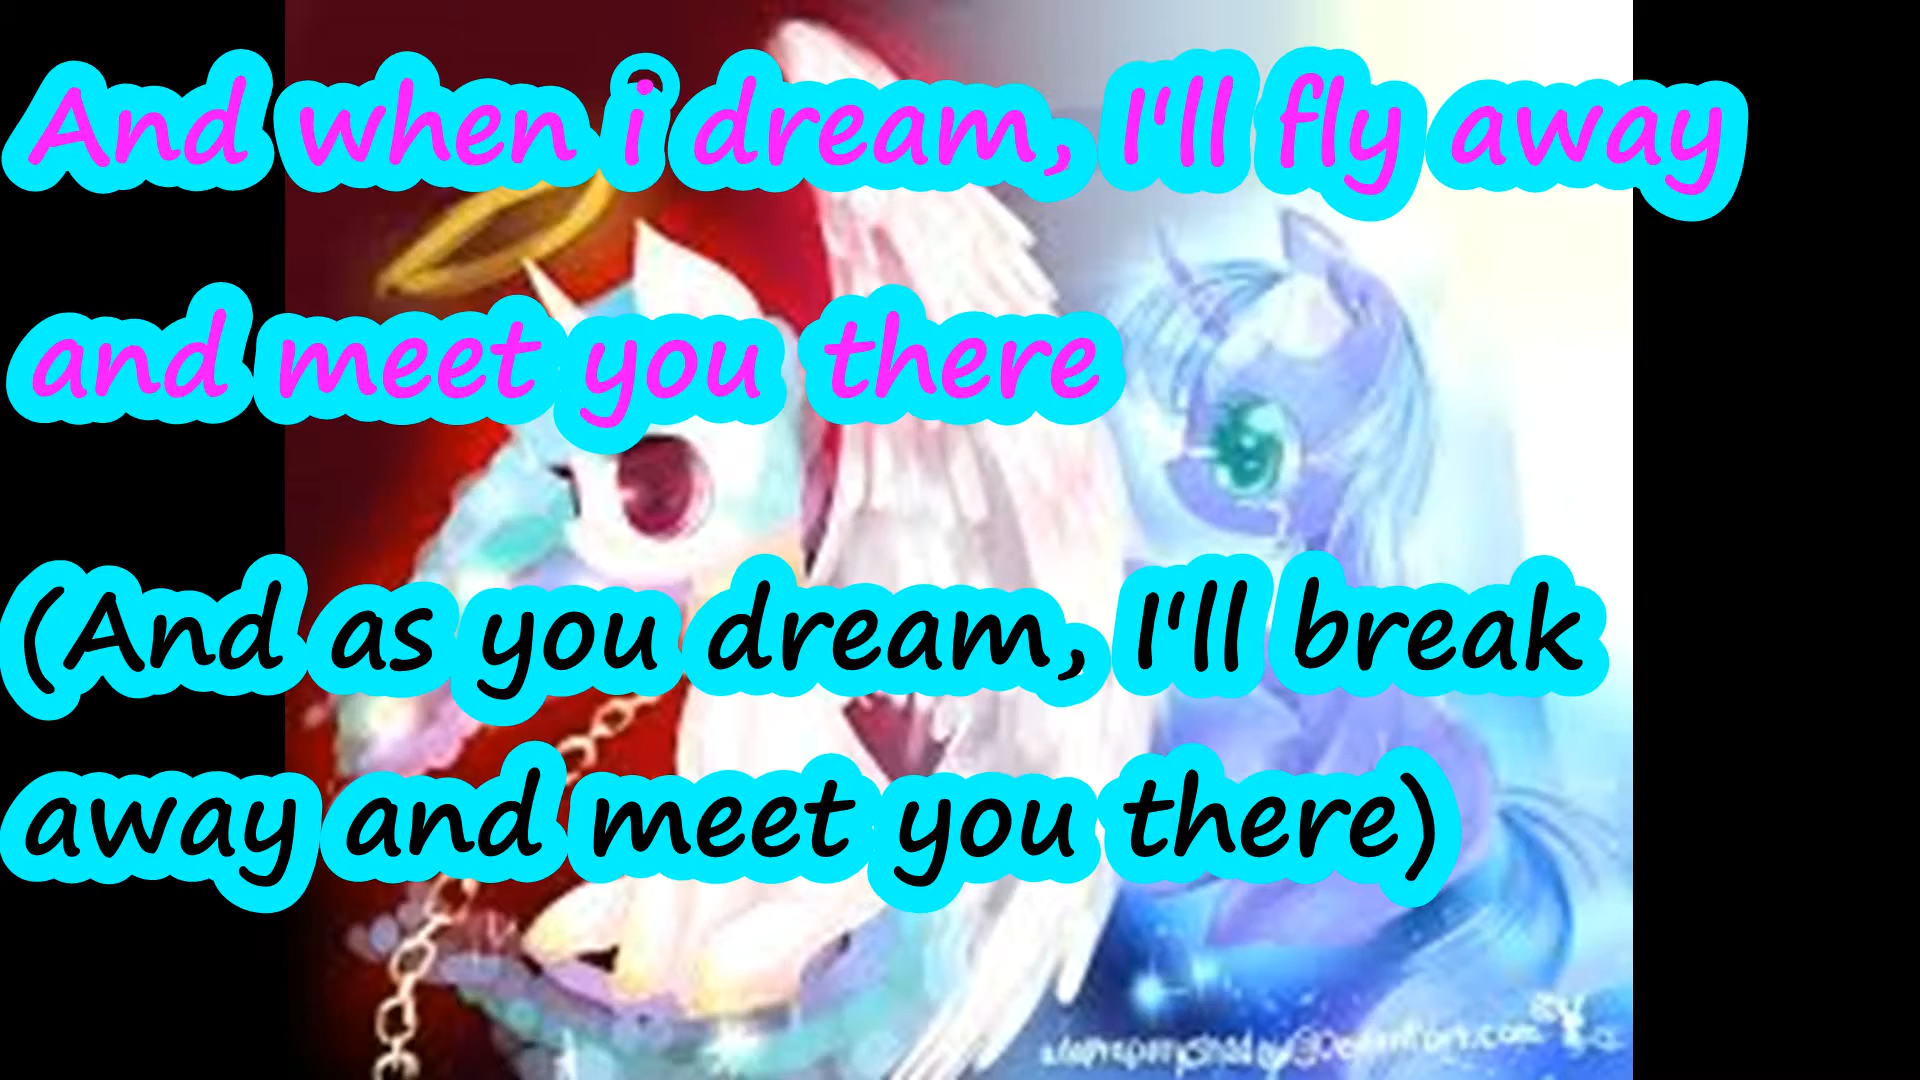 And when i dream, I'll fly away
and meet you there
(And as you dream, I'll break
away and meet you there)